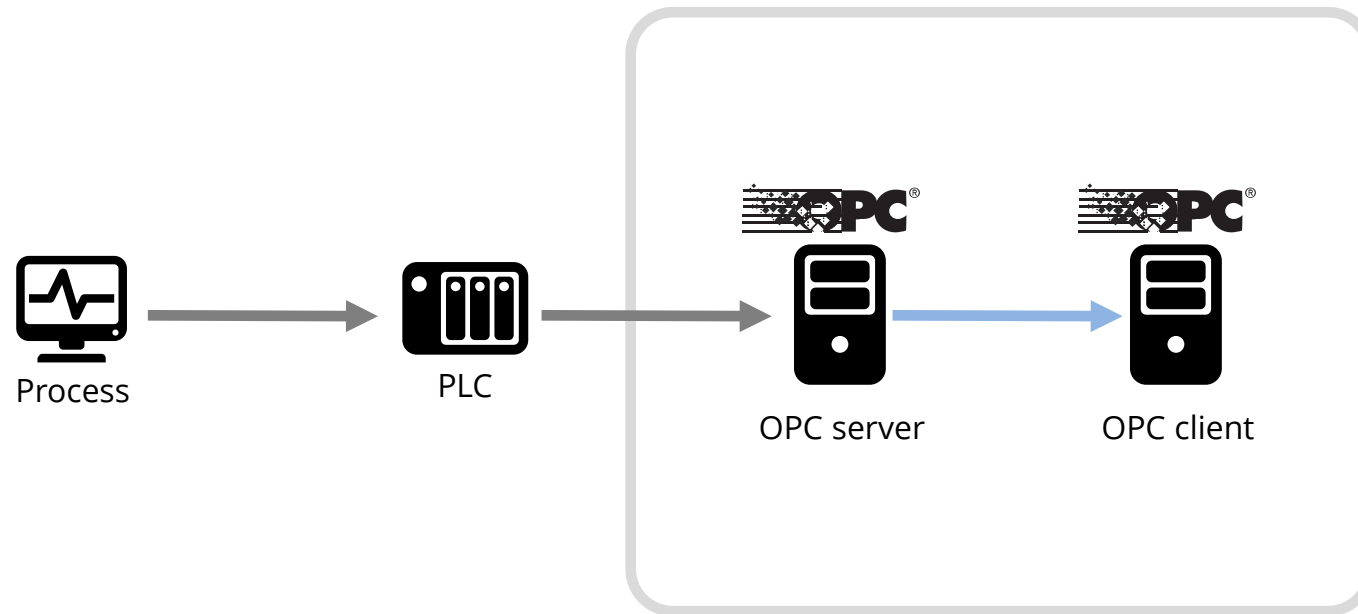 OPC®
OPC®
Process
PLC
OPC server
OPC client